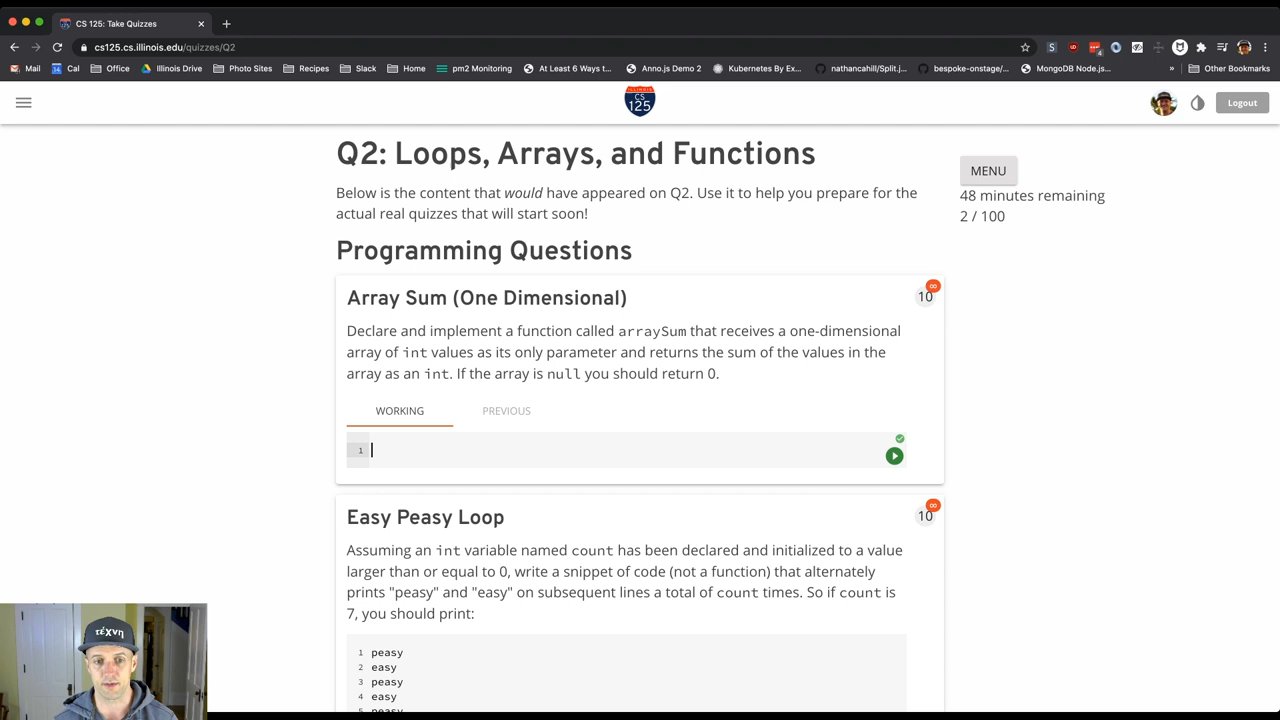 CS 125: Take Quizzes
cs125.cs.illinois.edu/quizzes/Q2
Mail Cal Office Illinois Drive Photo Sites Recipes Slack Home pm2 Monitoring At Least 6 Ways t... Anno.js Demo 2 Kubernetes By Ex... nathancahill/Split.j... bespoke-onstage/... MongoDB Node.js... » Other Bookmarks
ILLINOIS
CS
125
Logout
Q2: Loops, Arrays, and Functions
MENU
48 minutes remaining
2 / 100
Below is the content that would have appeared on Q2. Use it to help you prepare for the
actual real quizzes that will start soon!
Programming Questions
Array Sum (One Dimensional)
∞
10
Declare and implement a function called arraySum that receives a one-dimensional
array of int values as its only parameter and returns the sum of the values in the
array as an int. If the array is null you should return 0.
WORKING PREVIOUS
1
Easy Peasy Loop
∞
10
Assuming an int variable named count has been declared and initialized to a value
larger than or equal to 0, write a snippet of code (not a function) that alternately
prints "peasy" and "easy" on subsequent lines a total of count times. So if count is
7, you should print:
1 peasy
2 easy
3 peasy
4 easy
5 peasy
τέχνη